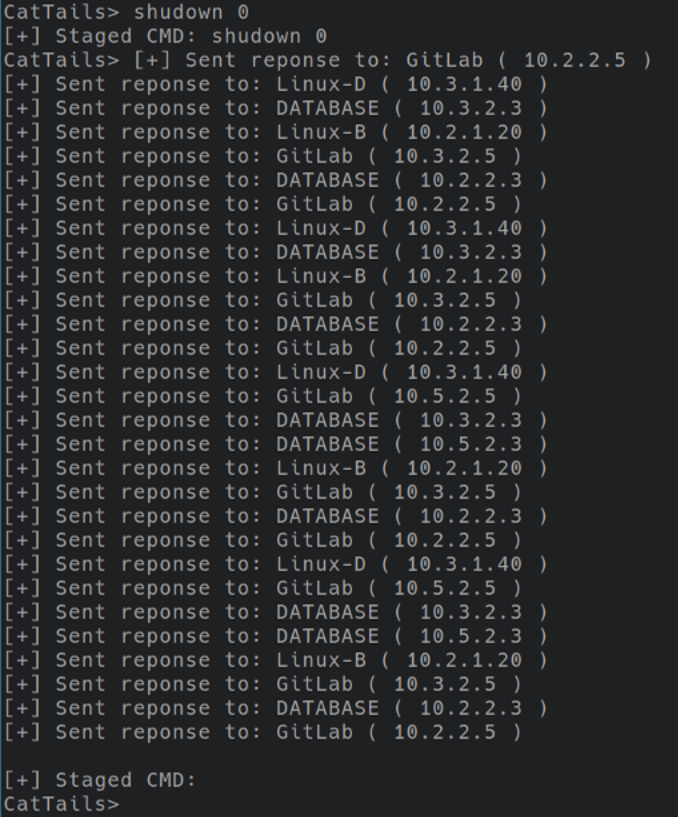 CatTails> shudown 0
[+] Staged CMD: shudown 0
CatTails> [+] Sent reponse to: GitLab ( 10.2.2.5 )
[+] Sent reponse to: Linux-D ( 10.3.1.40 )
[+] Sent reponse to: DATABASE ( 10.3.2.3 )
[+] Sent reponse to: Linux-B ( 10.2.1.20 )
[+] Sent reponse to: GitLab ( 10.3.2.5 )
[+] Sent reponse to: DATABASE ( 10.2.2.3 )
[+] Sent reponse to: GitLab ( 10.2.2.5 )
[+] Sent reponse to: Linux-D ( 10.3.1.40 )
[+] Sent reponse to: DATABASE ( 10.3.2.3 )
[+] Sent reponse to: Linux-B ( 10.2.1.20 )
[+] Sent reponse to: GitLab ( 10.3.2.5 )
[+] Sent reponse to: DATABASE ( 10.2.2.3 )
[+] Sent reponse to: GitLab ( 10.2.2.5 )
[+] Sent reponse to: Linux-D ( 10.3.1.40 )
[+] Sent reponse to: GitLab ( 10.5.2.5 )
[+] Sent reponse to: DATABASE ( 10.3.2.3 )
[+] Sent reponse to: DATABASE ( 10.5.2.3 )
[+] Sent reponse to: Linux-B ( 10.2.1.20 )
[+] Sent reponse to: GitLab ( 10.3.2.5 )
[+] Sent reponse to: DATABASE ( 10.2.2.3 )
[+] Sent reponse to: GitLab ( 10.2.2.5 )
[+] Sent reponse to: Linux-D ( 10.3.1.40 )
[+] Sent reponse to: GitLab ( 10.5.2.5 )
[+] Sent reponse to: DATABASE ( 10.3.2.3 )
[+] Sent reponse to: DATABASE ( 10.5.2.3 )
[+] Sent reponse to: Linux-B ( 10.2.1.20 )
[+] Sent reponse to: GitLab ( 10.3.2.5 )
[+] Sent reponse to: DATABASE ( 10.2.2.3 )
[+] Sent reponse to: GitLab ( 10.2.2.5 )
[+] Staged CMD:
CatTails>